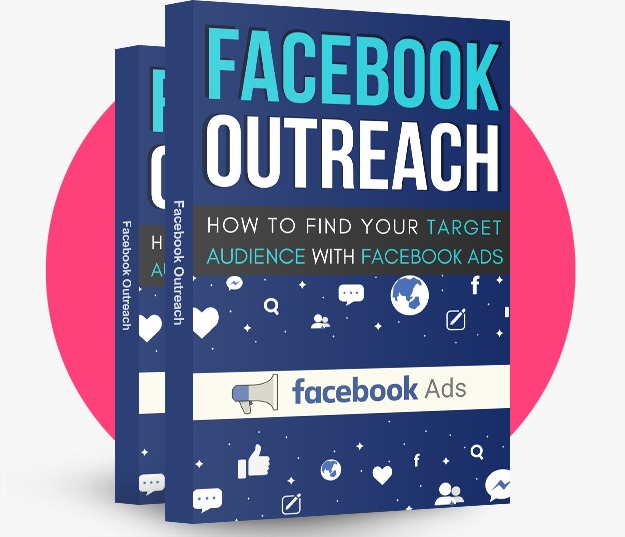 FACEBOOK
OUTREACH
HOW TO FIND YOUR TARGET
AUDIENCE WITH FACEBOOK ADS
facebook Ads
Facebook Outreach
Facebook Outreach